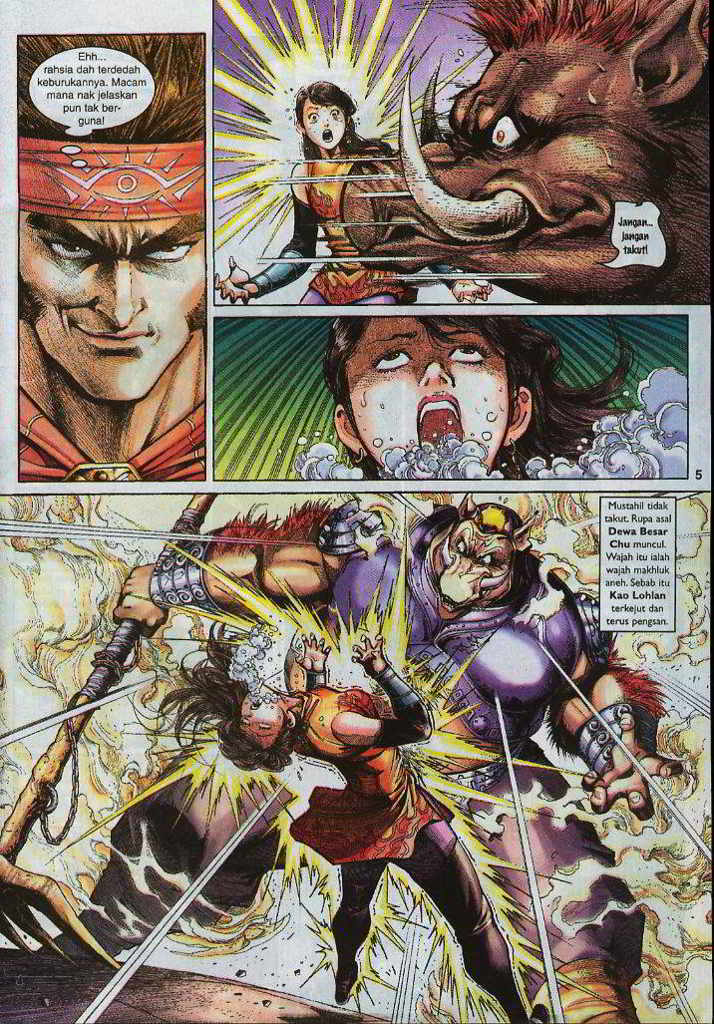 Ehh...
rahsia dah terdedah
keburukannya. Macam
mana nak jelaskan
pun tak ber-
guna!
Jangan...
jangan
takut!
5
Mustahil tidak
takut. Rupa asal
Dewa Besar
Chu muncul.
Wajah itu ialah
wajah makhluk
aneh. Sebab itu
Kao Lohlan
terkejut dan
terus pengsan.